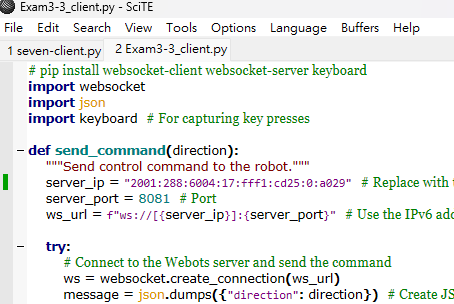 Exam3-3_client.py - SciTE
File Edit Search View Tools Options Language Buffers Help
1 seven-client.py 2 Exam3-3_client.py
# pip install websocket-client websocket-server keyboard
import websocket
import json
import keyboard # For capturing key presses
def send_command(direction):
"""Send control command to the robot."""
server_ip = "2001:288:6004:17:fff1:cd25:0:a029" # Replace with
server_port = 8081 # Port
ws_url = f"ws://[{server_ip}]:{server_port}" # Use the IPv6
try:
# Connect to the Webots server and send the command
ws = websocket.create_connection(ws_url)
message = json.dumps({"direction": direction}) # Create